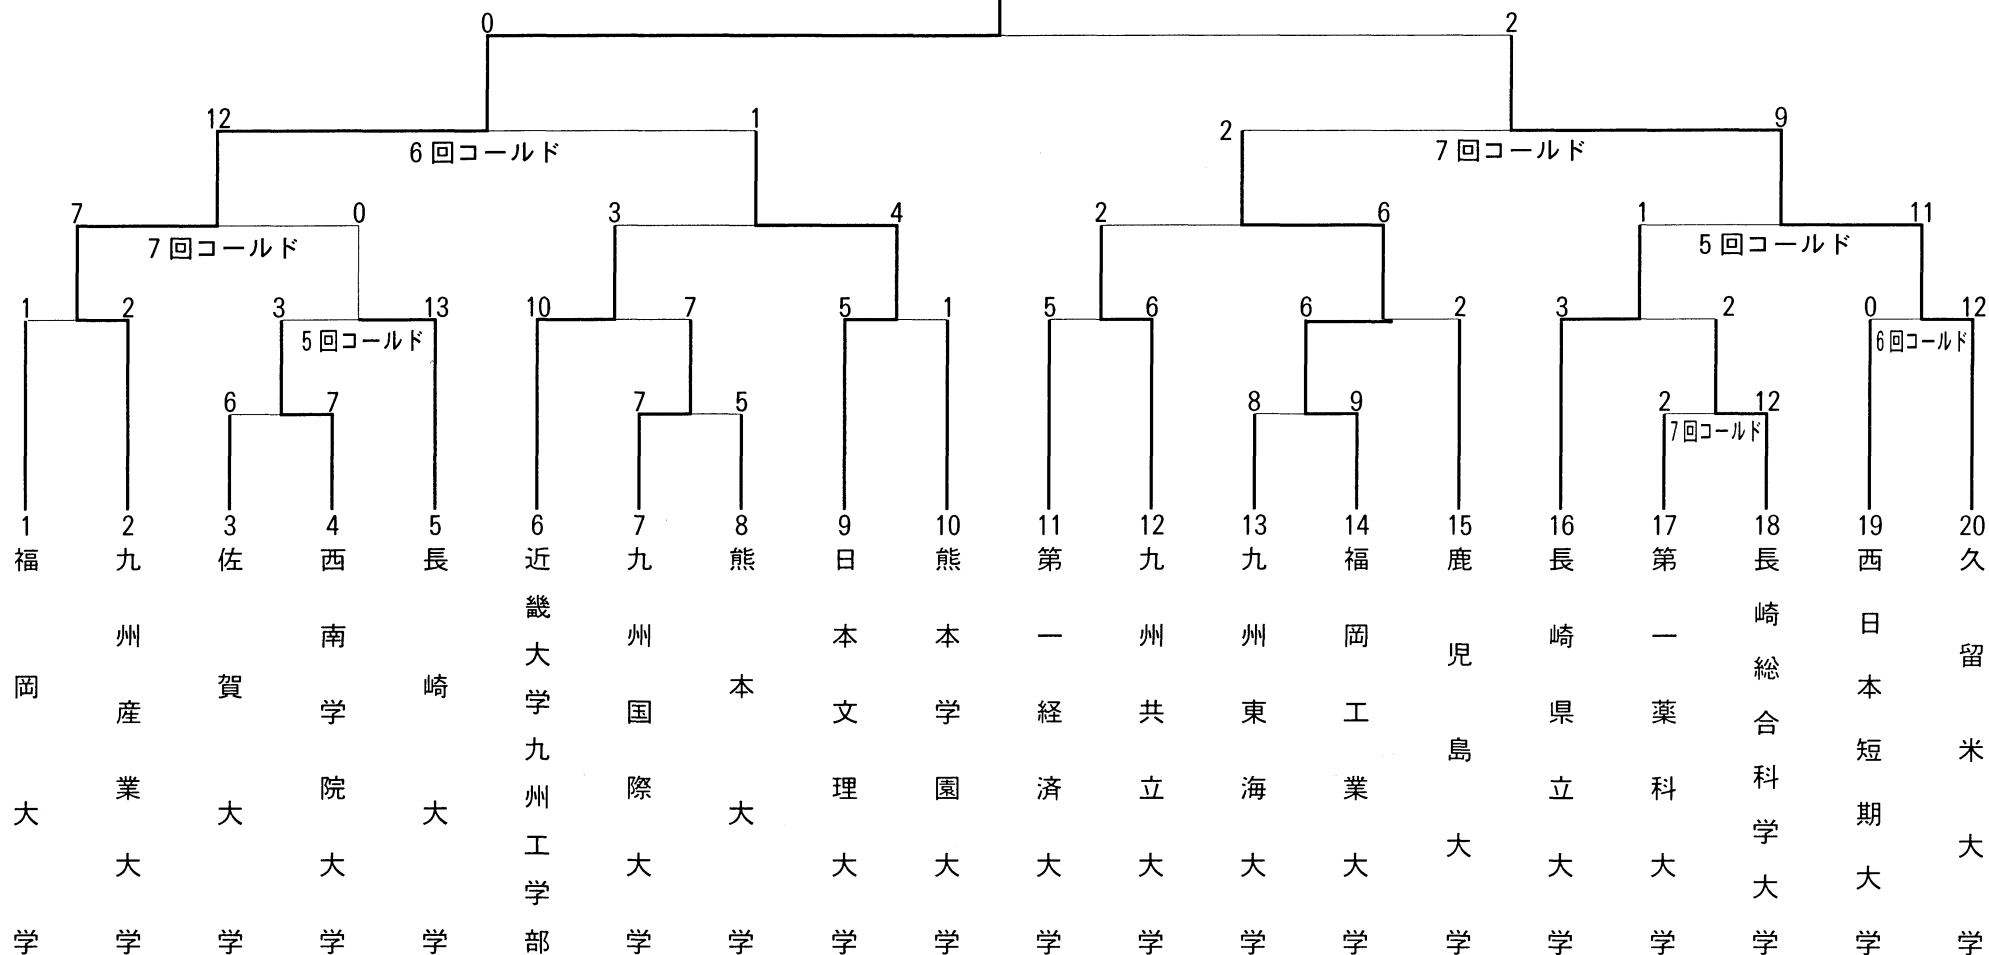 0 2
12 1 2 9
6回コールド 7回コールド
7 0 3 4 2 6 1 11
7回コールド 5回コールド
1 2 3 13 10 7 5 1 5 6 6 2 3 2 0 12
5回コールド 6回コールド
6 7 7 5 8 9 2 12
7回コールド
1 福岡大学
2 九州産業大学
3 佐賀大学
4 西南学院大学
5 長崎大学
6 近畿大学九州工学部
7 九州国際大学
8 熊本大学
9 日本文理大学
10 熊本学園大学
11 第一経済大学
12 九州共立大学
13 九州東海大学
14 福岡工業大学
15 鹿児島大学
16 長崎県立大学
17 第一薬科大学
18 長崎総合科学大学
19 西日本短期大学
20 久留米大学